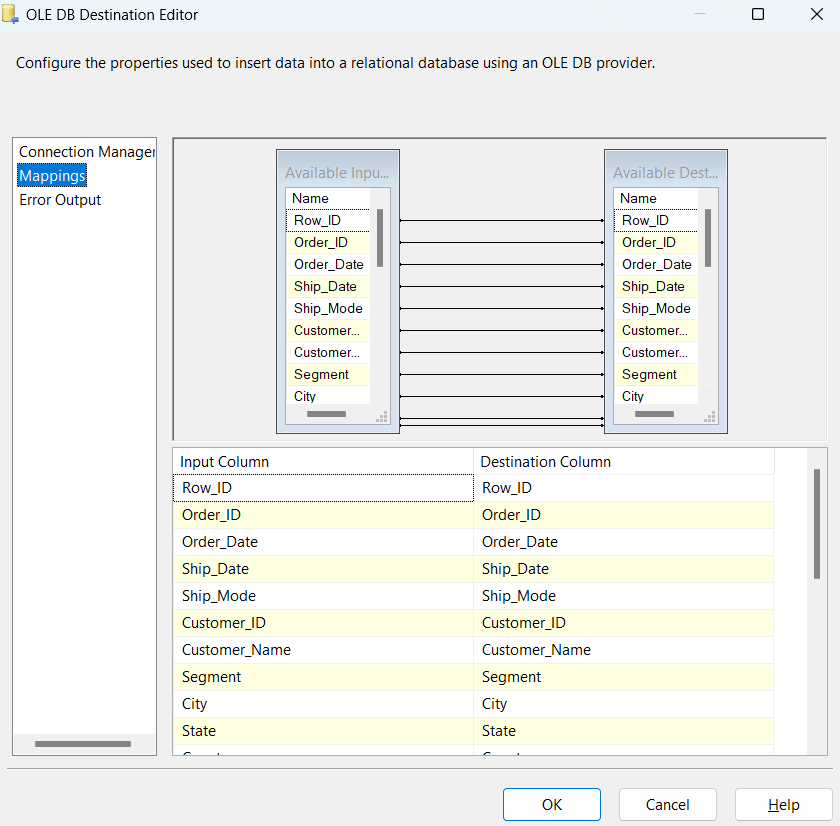 OLE DB Destination Editor
Configure the properties used to insert data into a relational database using an OLE DB provider.
Connection Manager
Mappings
Error Output
Available Inpu...
Name
Row_ID
Order_ID
Order_Date
Ship_Date
Ship_Mode
Customer...
Customer...
Segment
City
Available Dest...
Name
Row_ID
Order_ID
Order_Date
Ship_Date
Ship_Mode
Customer...
Customer...
Segment
City
Input Column Destination Column
Row_ID Row_ID
Order_ID Order_ID
Order_Date Order_Date
Ship_Date Ship_Date
Ship_Mode Ship_Mode
Customer_ID Customer_ID
Customer_Name Customer_Name
Segment Segment
City City
State State
OK Cancel Help